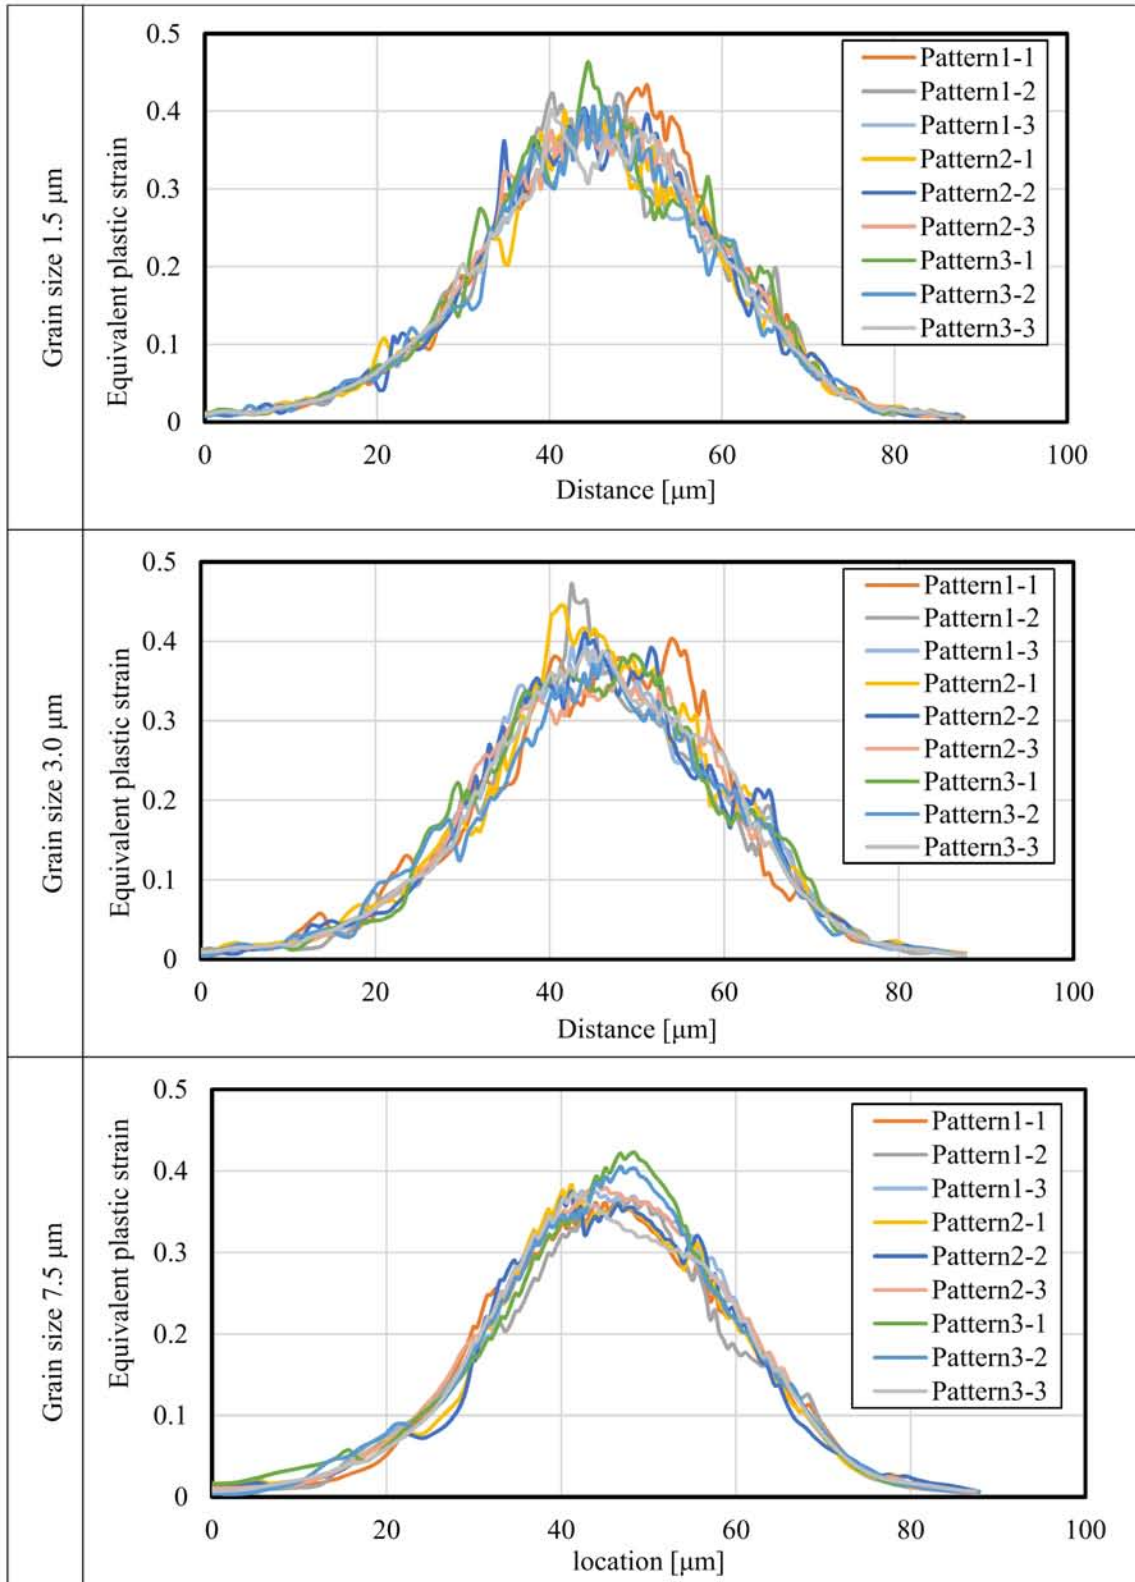 Grain size 1.5 μm
Equivalent plastic strain
0.5
0.4
0.3
0.2
0.1
0
0 20 40 60 80 100
Distance [μm]
Pattern1-1
Pattern1-2
Pattern1-3
Pattern2-1
Pattern2-2
Pattern2-3
Pattern3-1
Pattern3-2
Pattern3-3
Grain size 3.0 μm
Equivalent plastic strain
0.5
0.4
0.3
0.2
0.1
0
0 20 40 60 80 100
Distance [μm]
Pattern1-1
Pattern1-2
Pattern1-3
Pattern2-1
Pattern2-2
Pattern2-3
Pattern3-1
Pattern3-2
Pattern3-3
Grain size 7.5 μm
Equivalent plastic strain
0.5
0.4
0.3
0.2
0.1
0
0 20 40 60 80 100
location [μm]
Pattern1-1
Pattern1-2
Pattern1-3
Pattern2-1
Pattern2-2
Pattern2-3
Pattern3-1
Pattern3-2
Pattern3-3